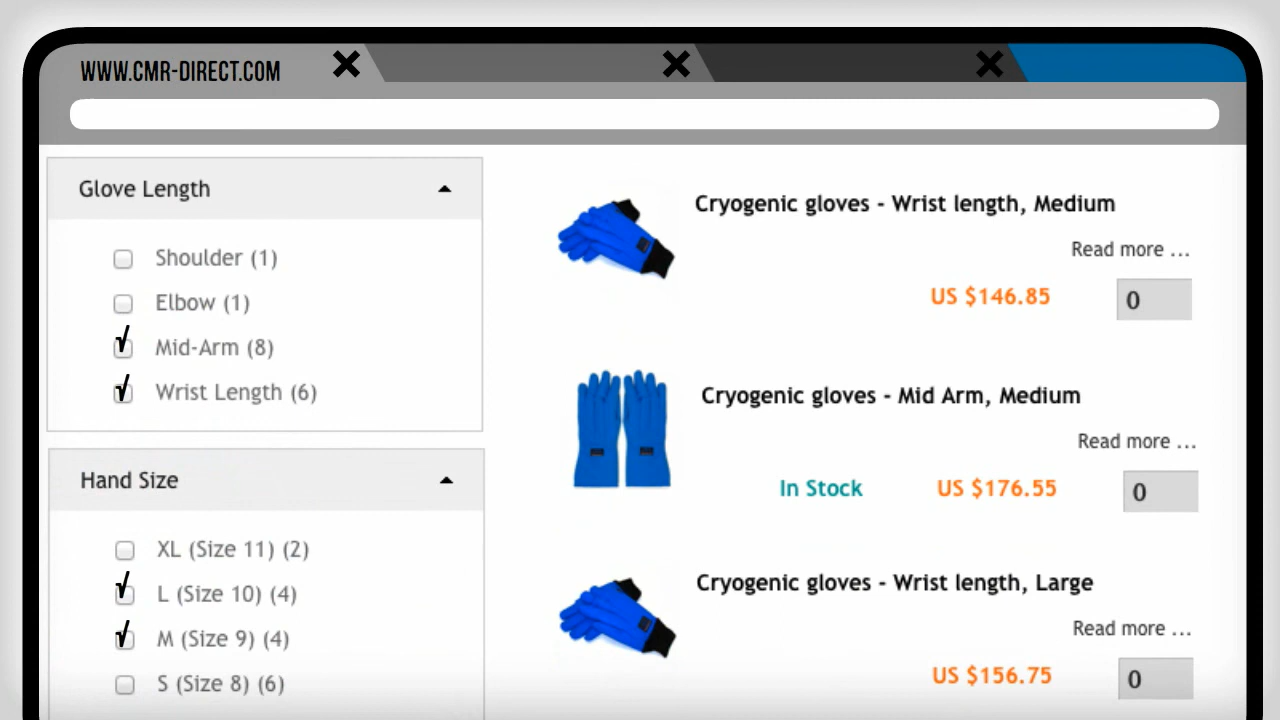 WWW.CMR-DIRECT.COM
Glove Length
Shoulder (1)
Elbow (1)
Mid-Arm (8)
Wrist Length (6)
Hand Size
XL (Size 11) (2)
L (Size 10) (4)
M (Size 9) (4)
S (Size 8) (6)
Cryogenic gloves - Wrist length, Medium
Read more ...
US $146.85
0
Cryogenic gloves - Mid Arm, Medium
Read more ...
In Stock
US $176.55
0
Cryogenic gloves - Wrist length, Large
Read more ...
US $156.75
0